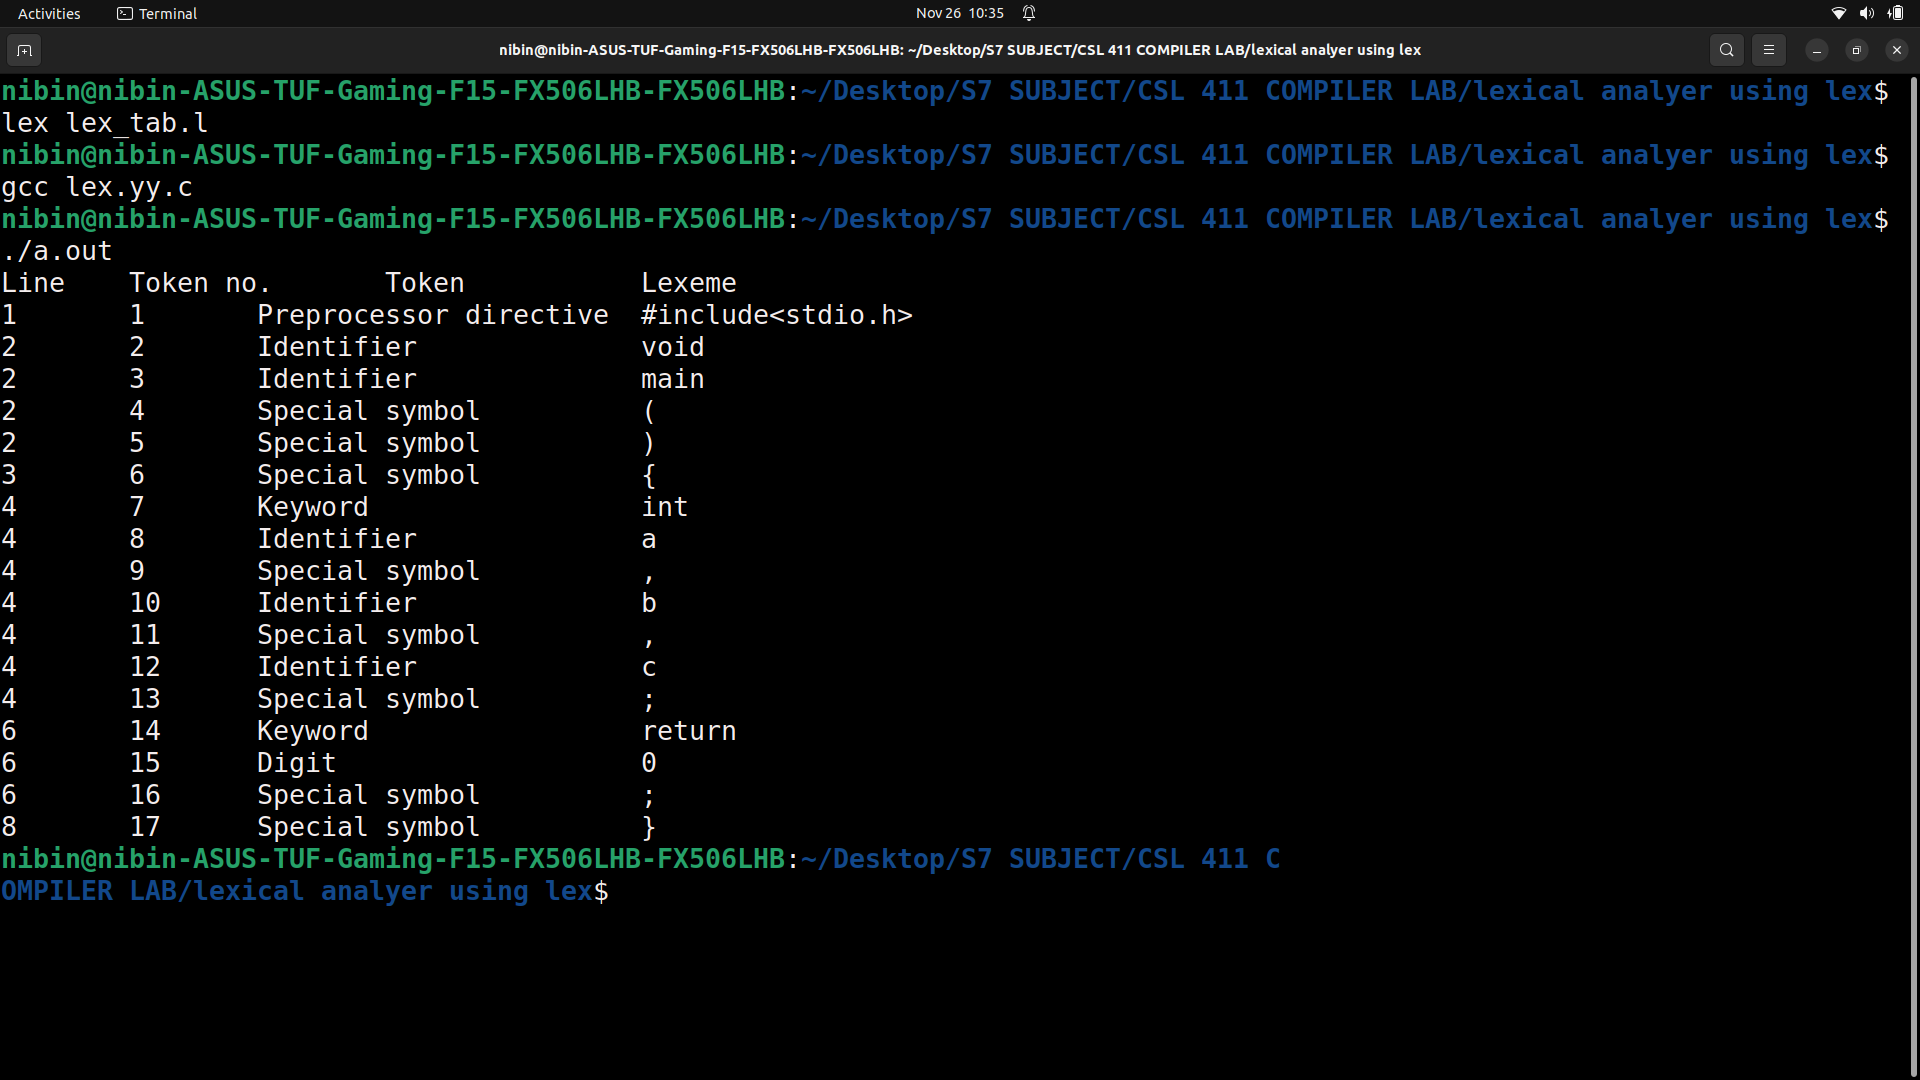 Activities Terminal Nov 26 10:35
nibin@nibin-ASUS-TUF-Gaming-F15-FX506LHB-FX506LHB: ~/Desktop/S7 SUBJECT/CSL 411 COMPILER LAB/lexical analyer using lex
nibin@nibin-ASUS-TUF-Gaming-F15-FX506LHB-FX506LHB:~/Desktop/S7 SUBJECT/CSL 411 COMPILER LAB/lexical analyer using lex$
lex lex_tab.l
nibin@nibin-ASUS-TUF-Gaming-F15-FX506LHB-FX506LHB:~/Desktop/S7 SUBJECT/CSL 411 COMPILER LAB/lexical analyer using lex$
gcc lex.yy.c
nibin@nibin-ASUS-TUF-Gaming-F15-FX506LHB-FX506LHB:~/Desktop/S7 SUBJECT/CSL 411 COMPILER LAB/lexical analyer using lex$
./a.out
Line Token no. Token Lexeme
1 1 Preprocessor directive #include<stdio.h>
2 2 Identifier void
2 3 Identifier main
2 4 Special symbol (
2 5 Special symbol )
3 6 Special symbol {
4 7 Keyword int
4 8 Identifier a
4 9 Special symbol ,
4 10 Identifier b
4 11 Special symbol ,
4 12 Identifier c
4 13 Special symbol ;
6 14 Keyword return
6 15 Digit 0
6 16 Special symbol ;
8 17 Special symbol }
nibin@nibin-ASUS-TUF-Gaming-F15-FX506LHB-FX506LHB:~/Desktop/S7 SUBJECT/CSL 411 C
OMPILER LAB/lexical analyer using lex$